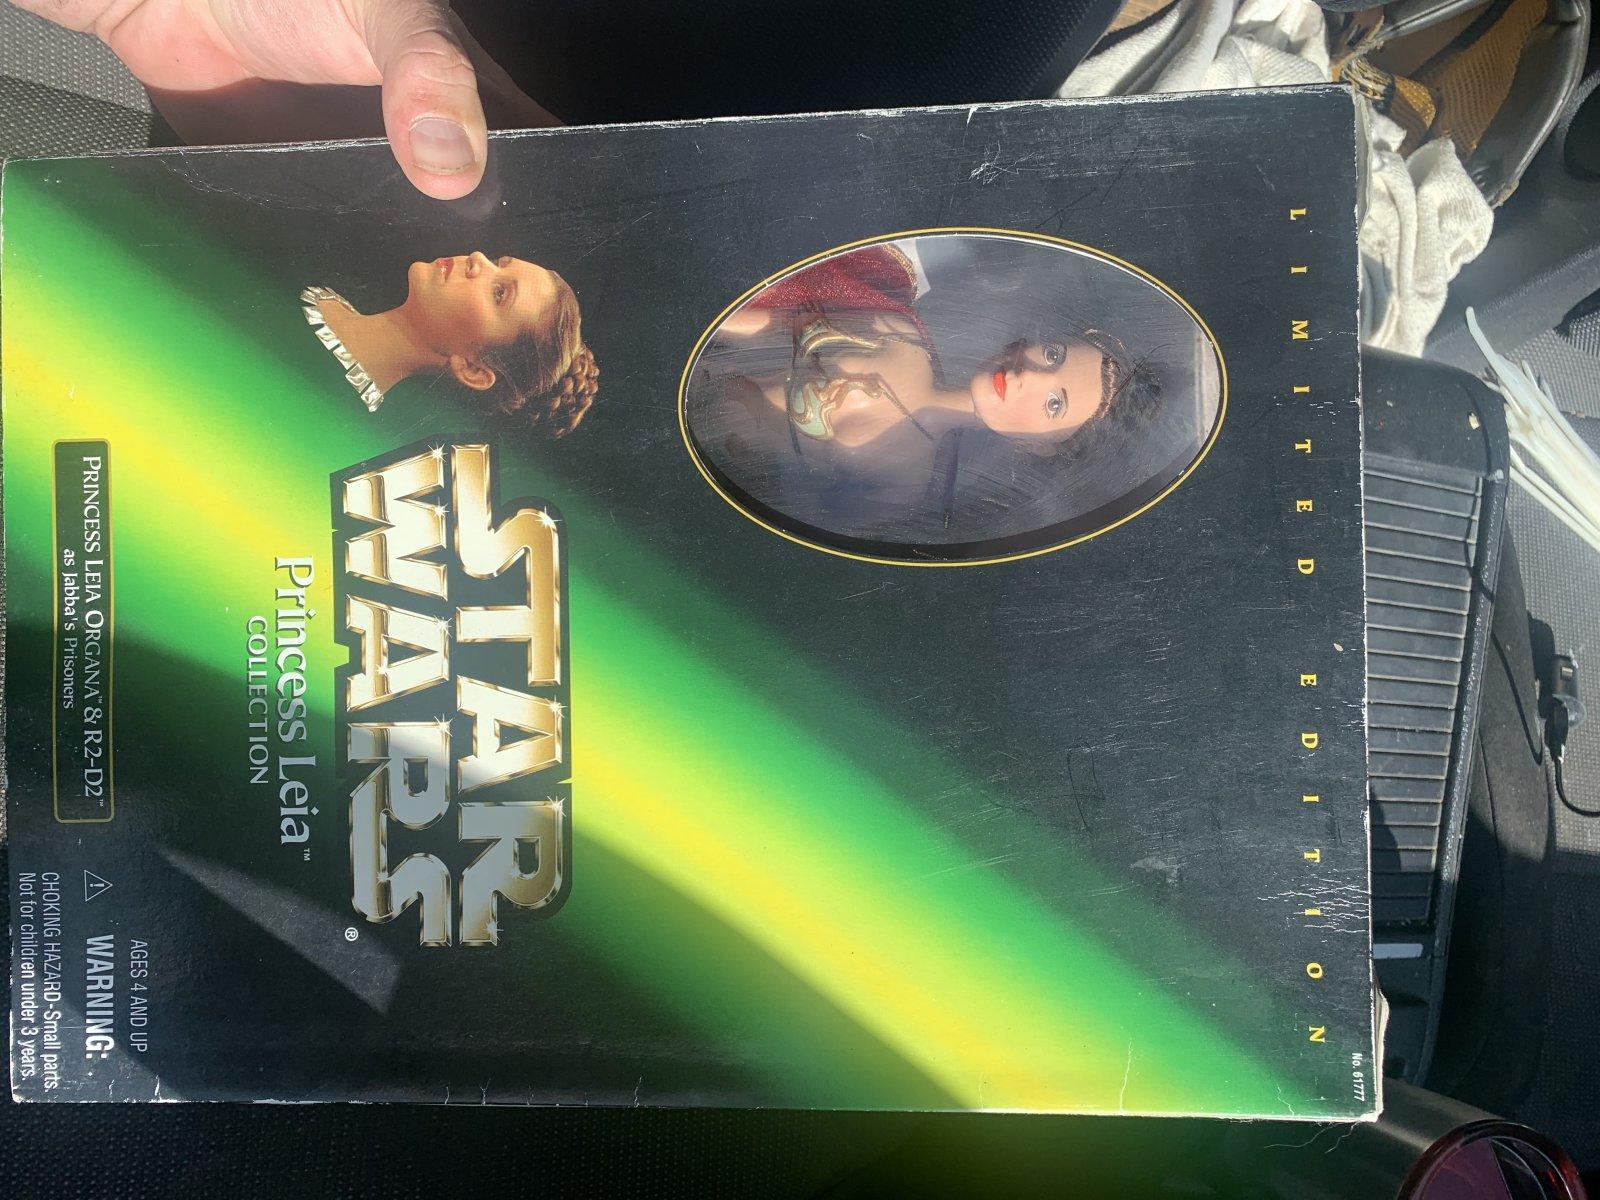 LIMITED EDITION
No. 61777
STAR
WARS®
Princess Leia™
COLLECTION
PRINCESS LEIA ORGANA™ & R2-D2™
as Jabba's Prisoners
AGES 4 AND UP
⚠ WARNING:
CHOKING HAZARD-Small parts.
Not for children under 3 years.